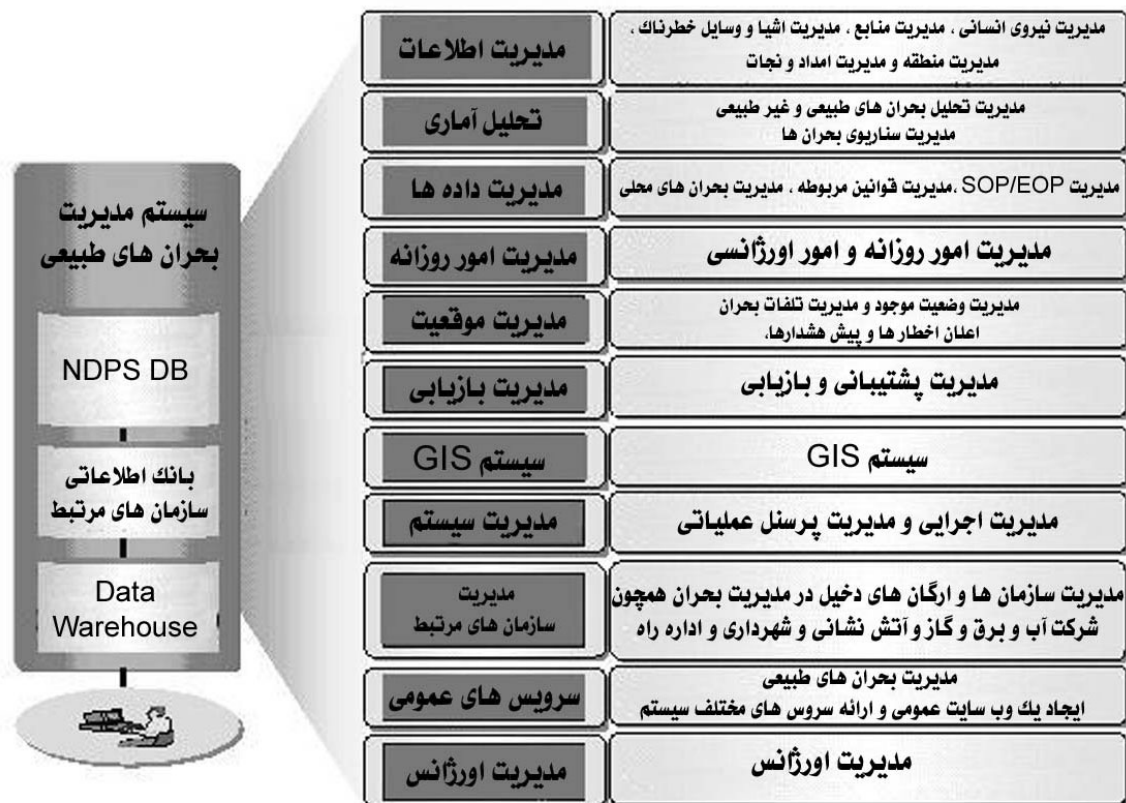 سیستم مدیریت
بحران های طبیعی
NDPS DB
بانک اطلاعاتی
سازمان های مرتبط
Data
Warehouse
مدیریت اطلاعات
مدیریت نیروی انسانی ، مدیریت منابع ، مدیریت اشیا و وسایل خطرناک ،
مدیریت منطقه و مدیریت امداد و نجات
تحلیل آماری
مدیریت تحلیل بحران های طبیعی و غیر طبیعی
مدیریت سناریوی بحران ها
مدیریت داده ها
مدیریت SOP/EOP ،مدیریت قوانین مربوطه ، مدیریت بحران های محلی
مدیریت امور روزانه
مدیریت امور روزانه و امور اورژانسی
مدیریت موقعیت
مدیریت وضعیت موجود و مدیریت تلفات بحران
اعلان اخطار ها و پیش هشدارها،
مدیریت بازیابی
مدیریت پشتیبانی و بازیابی
سیستم GIS
سیستم GIS
مدیریت سیستم
مدیریت اجرایی و مدیریت پرسنل عملیاتی
مدیریت
سازمان های مرتبط
مدیریت سازمان ها و ارگان های دخیل در مدیریت بحران همچون
شرکت آب و برق و گاز و آتش نشانی و شهرداری و اداره راه
سرویس های عمومی
مدیریت بحران های طبیعی
ایجاد یک وب سایت عمومی و ارائه سروس های مختلف سیستم
مدیریت اورژانس
مدیریت اورژانس